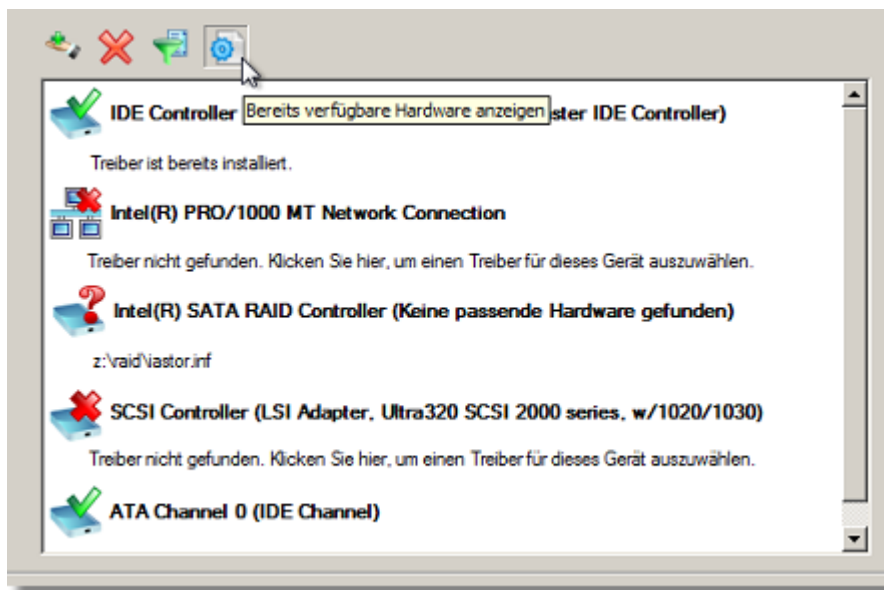 IDE Controller
Bereits verfügbare Hardware anzeigen
ster IDE Controller)
Treiber ist bereits installiert.
Intel(R) PRO/1000 MT Network Connection
Treiber nicht gefunden. Klicken Sie hier, um einen Treiber für dieses Gerät auszuwählen.
Intel(R) SATA RAID Controller (Keine passende Hardware gefunden)
z:\raid\iastor.inf
SCSI Controller (LSI Adapter, Ultra320 SCSI 2000 series, w/1020/1030)
Treiber nicht gefunden. Klicken Sie hier, um einen Treiber für dieses Gerät auszuwählen.
ATA Channel 0 (IDE Channel)